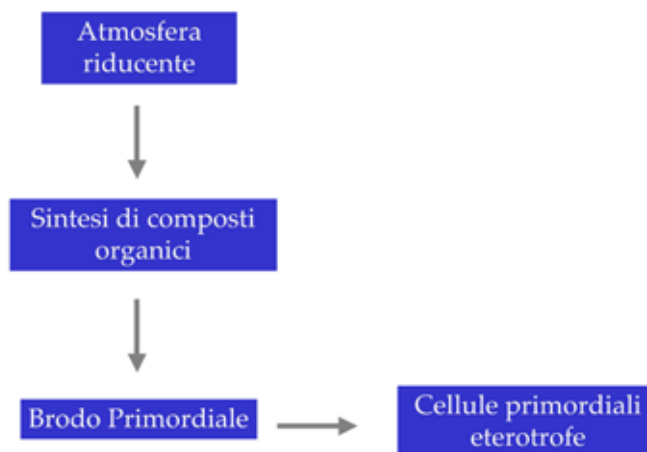 Atmosfera
riducente
Sintesi di composti
organici
Brodo Primordiale
Cellule primordiali
eterotrofe